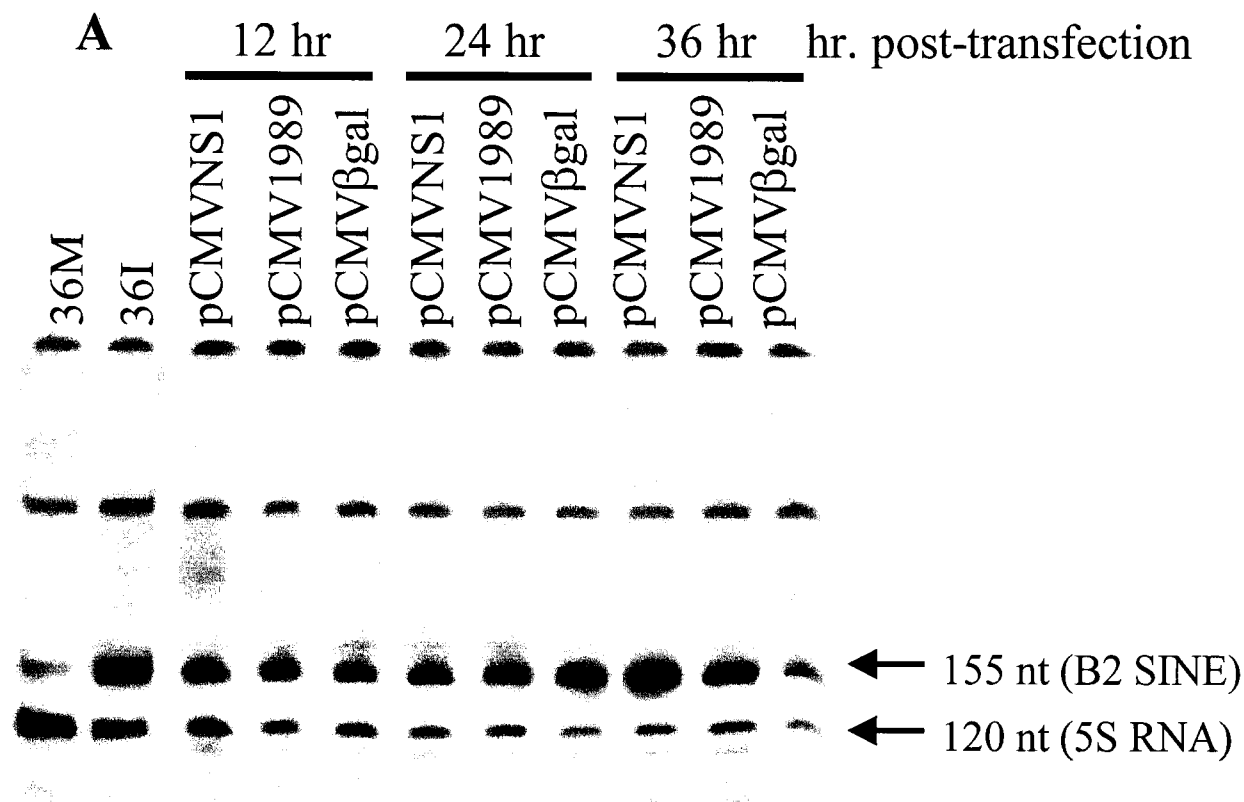 A
12 hr 24 hr 36 hr hr. post-transfection
36M
36I
pCMVNS1
pCMV1989
pCMVβgal
pCMVNS1
pCMV1989
pCMVβgal
pCMVNS1
pCMV1989
pCMVβgal
155 nt (B2 SINE)
120 nt (5S RNA)